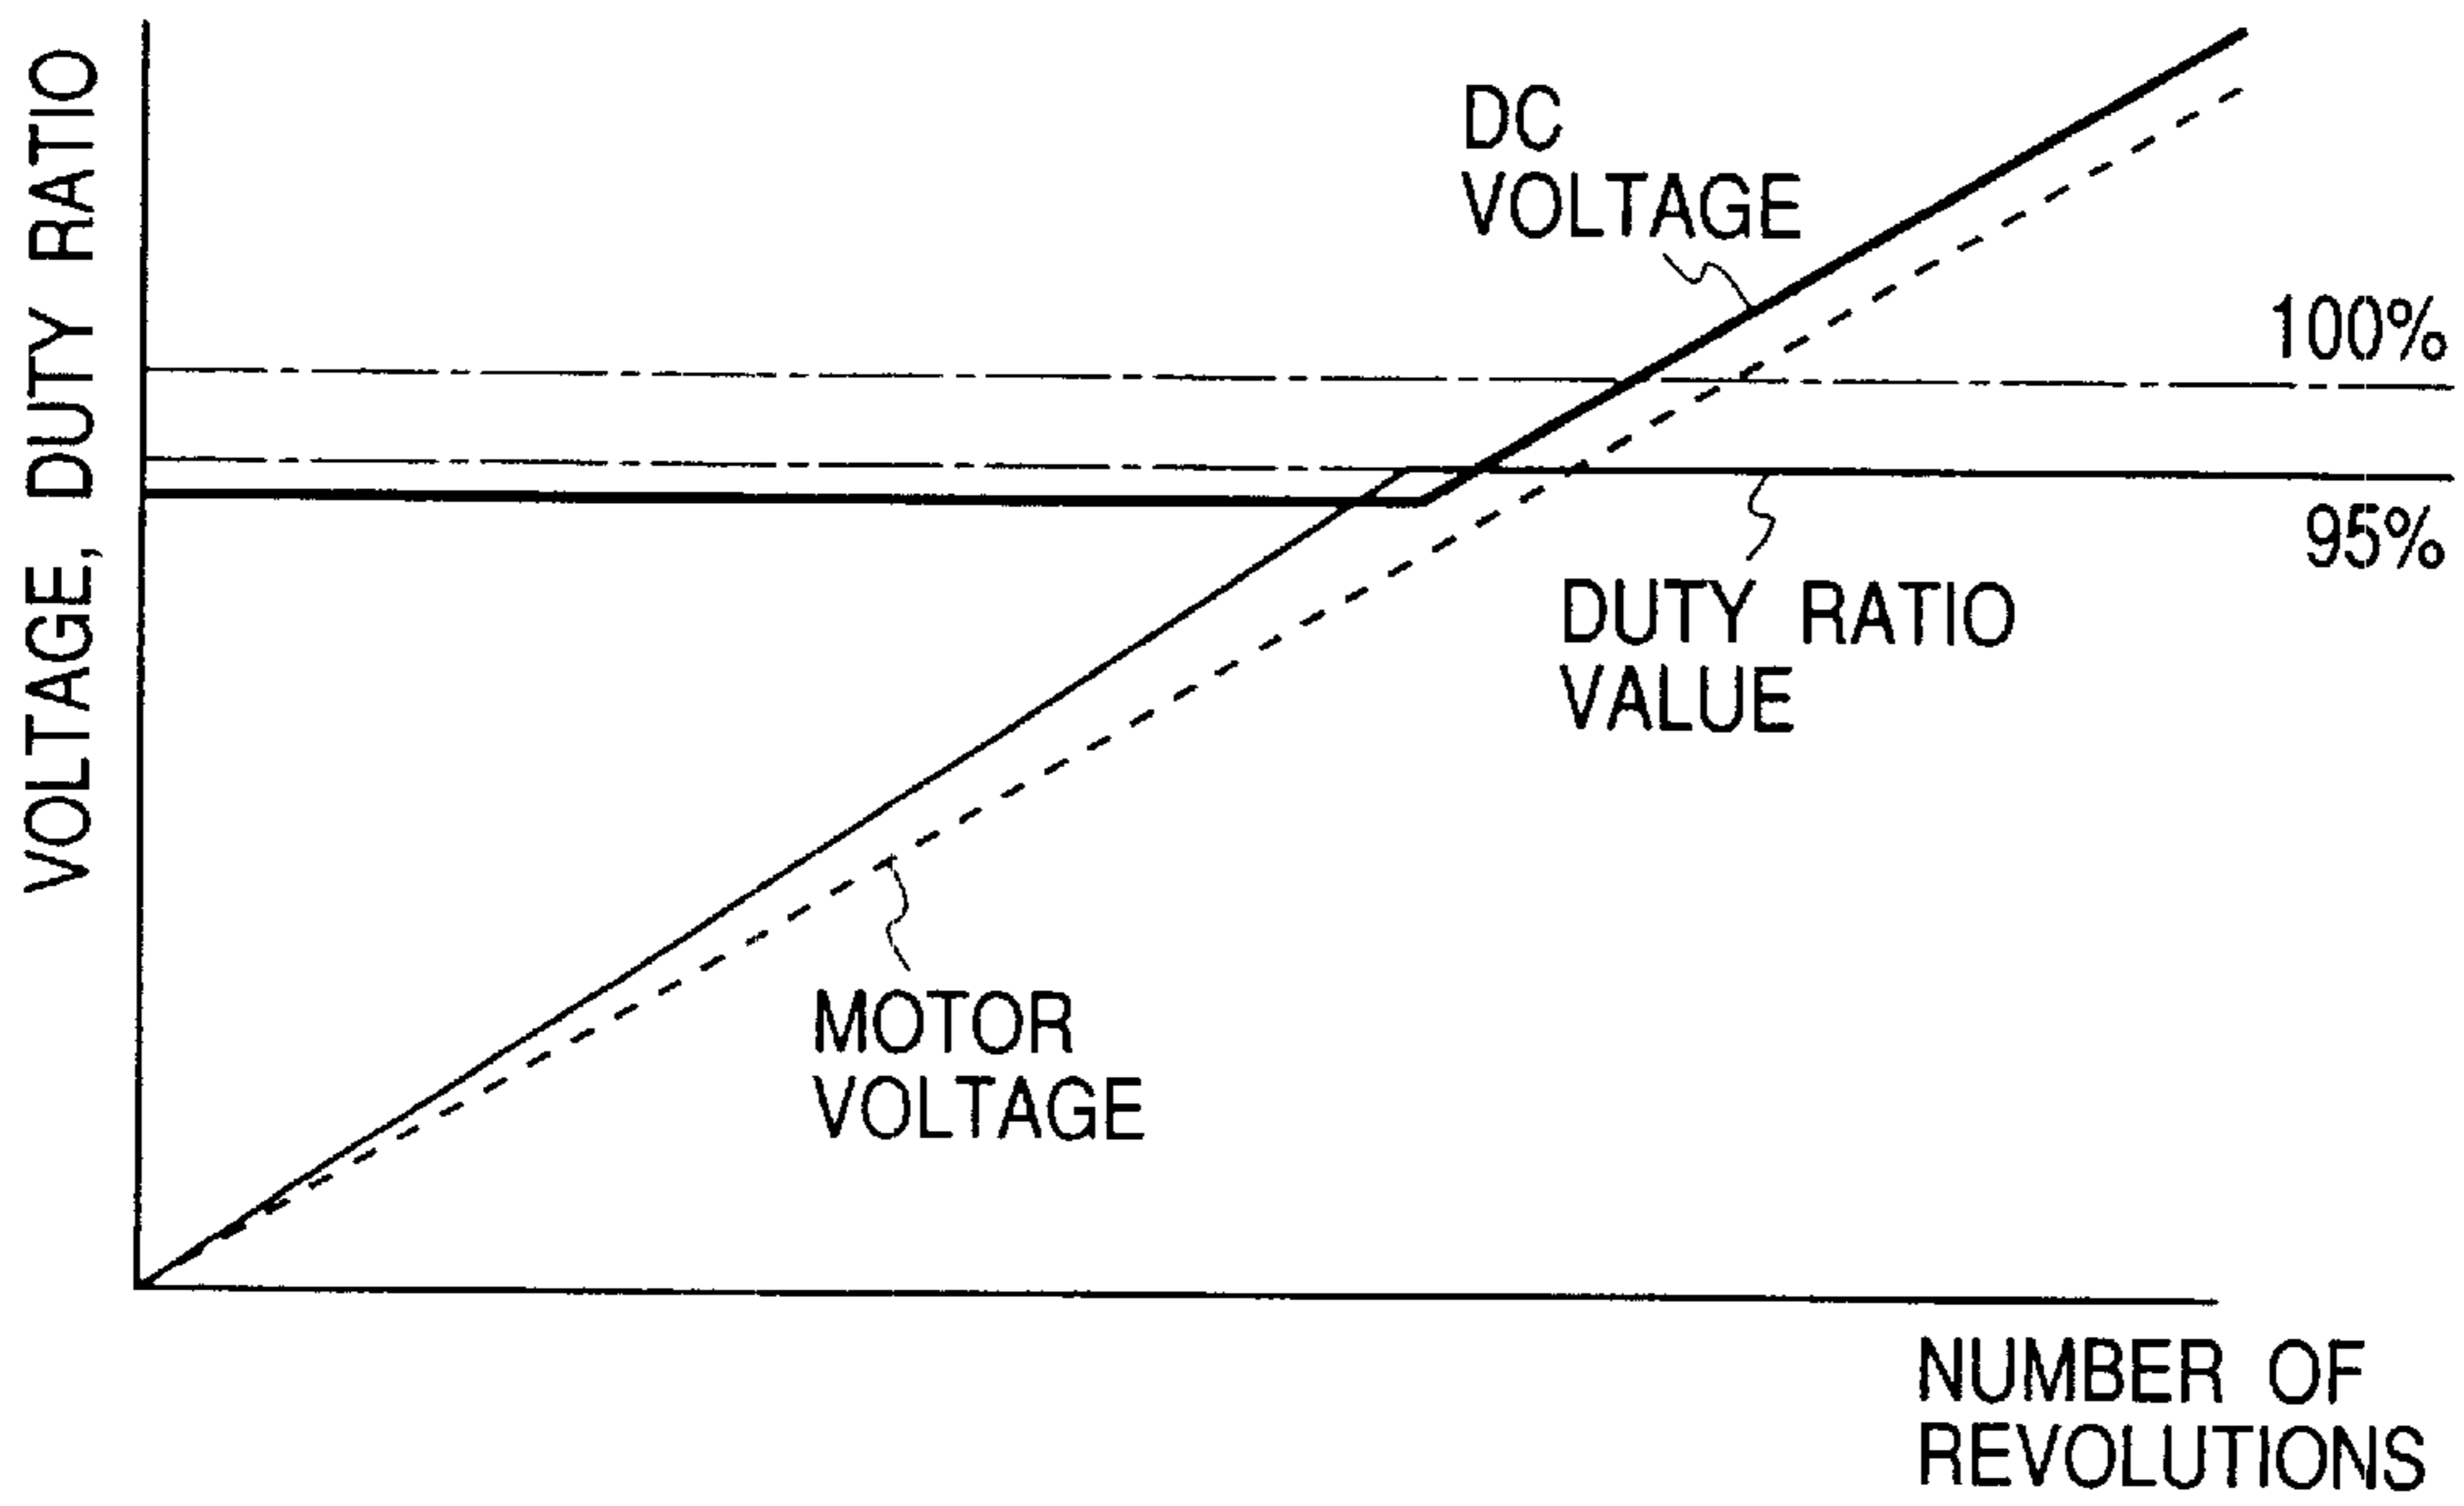 VOLTAGE, DUTY RATIO
DC
VOLTAGE
100%
95%
DUTY RATIO
VALUE
MOTOR
VOLTAGE
NUMBER OF
REVOLUTIONS